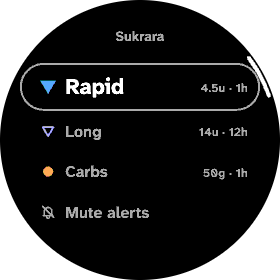 Sukrara
Rapid 4.5u · 1h
Long 14u · 12h
Carbs 50g · 1h
Mute alerts